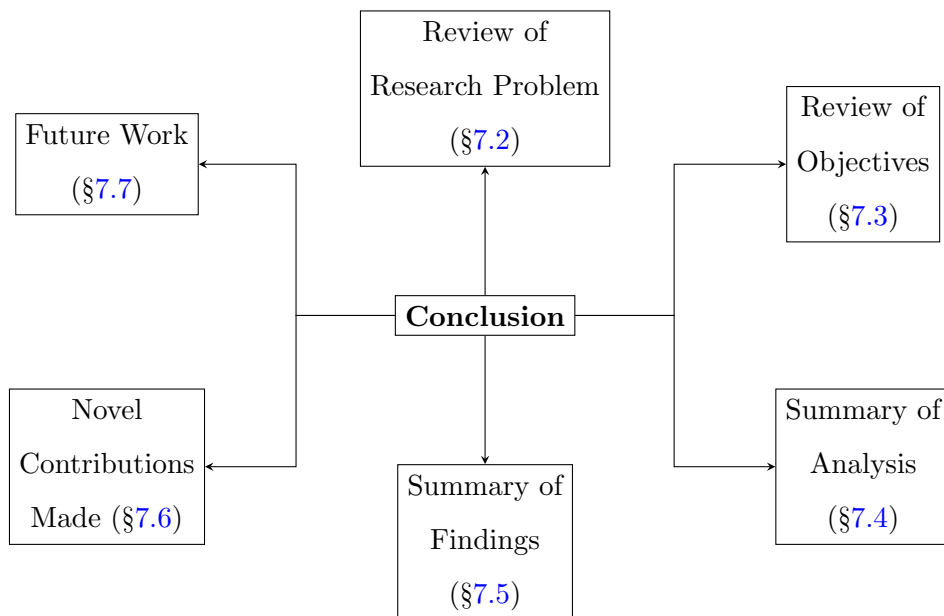 Review of
Research Problem
(§7.2)
Future Work
(§7.7)
Review of
Objectives
(§7.3)
Conclusion
Novel
Contributions
Made (§7.6)
Summary of
Findings
(§7.5)
Summary of
Analysis
(§7.4)